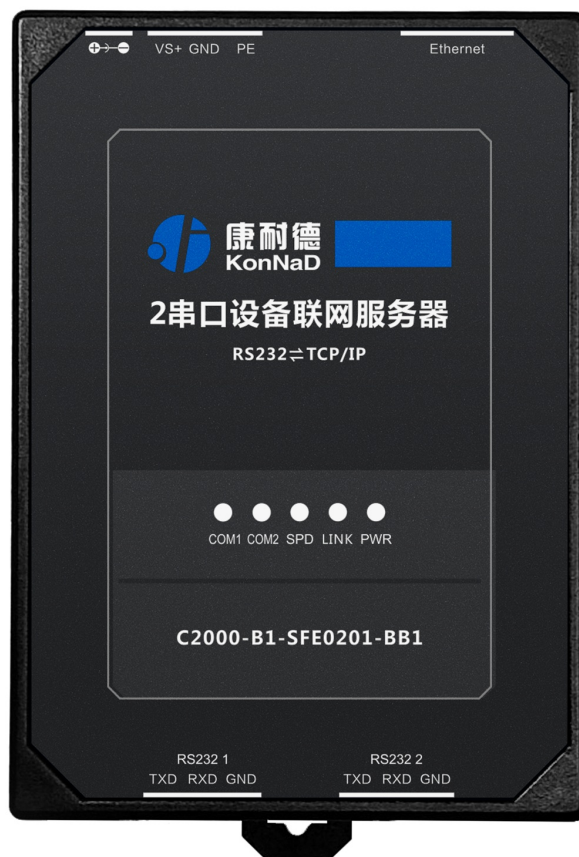 VS+ GND PE Ethernet
康耐德
KonNaD
2串口设备联网服务器
RS232⇌TCP/IP
COM1 COM2 SPD LINK PWR
C2000-B1-SFE0201-BB1
RS232 1 RS232 2
TXD RXD GND TXD RXD GND